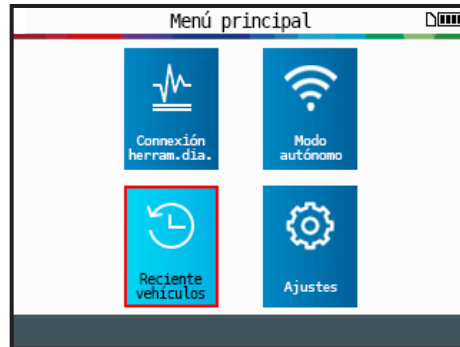 Menú principal
Connexión
herram.dia.
Modo
autónomo
Reciente
vehículos
Ajustes